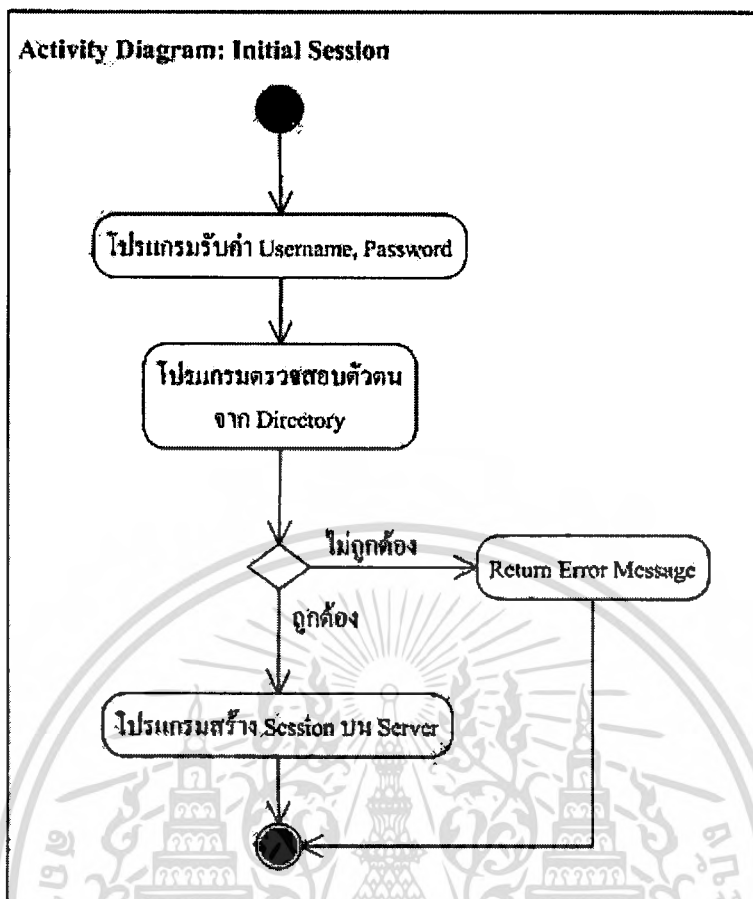 Activity Diagram: Initial Session
โปรแกรมรับค่า Username, Password
โปรแกรมตรวจสอบตัวตน
จาก Directory
ไม่ถูกต้อง
Return Error Message
ถูกต้อง
โปรแกรมสร้าง Session บน Server